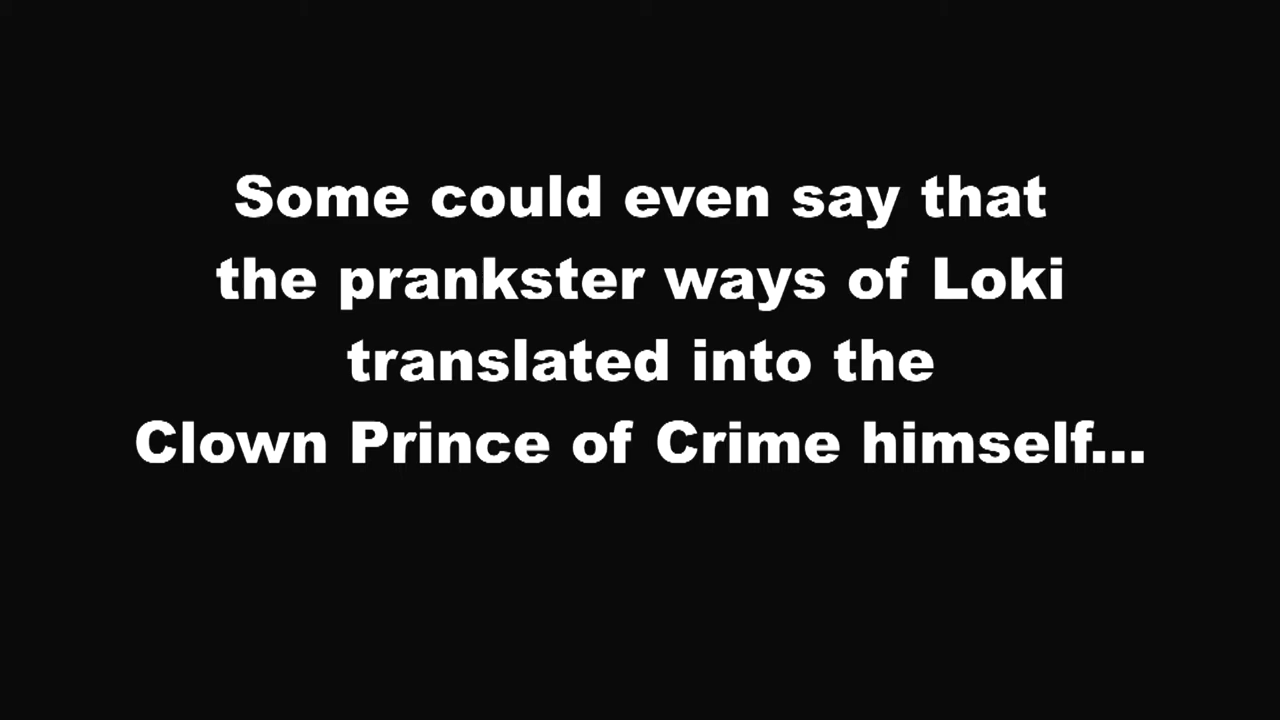 Some could even say that
the prankster ways of Loki
translated into the
Clown Prince of Crime himself...